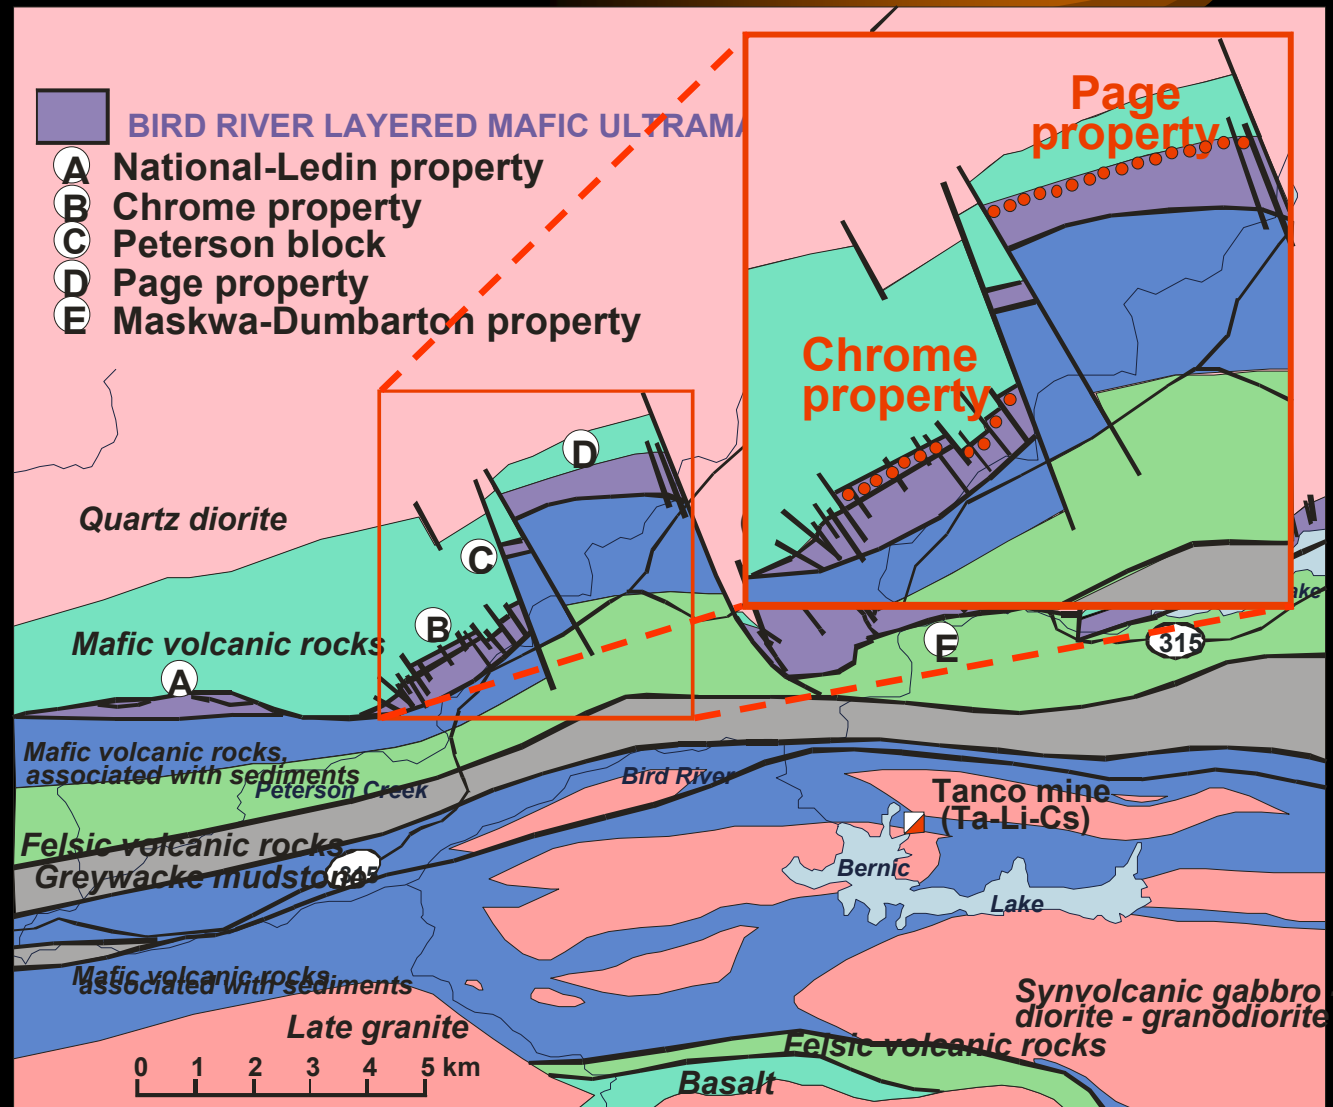 BIRD RIVER LAYERED MAFIC
A National-Ledin property
B Chrome property
C Peterson block
D Page property
E Maskwa-Dumbarton property
Page
property
Chrome
property
D
Quartz diorite
C
B
Mafic volcanic rocks
A
E
315
Mafic volcanic rocks,
associated with sediments
Peterson Creek
Bird River
Tanco mine
(Ta-Li-Cs)
Felsic volcanic rocks
Greywacke mudstone
315
Bernic
Lake
Mafic volcanic rocks
associated with sediments
Synvolcanic gabbro
diorite - granodiorite
Late granite
Felsic volcanic rocks
0 1 2 3 4 5 km
Basalt